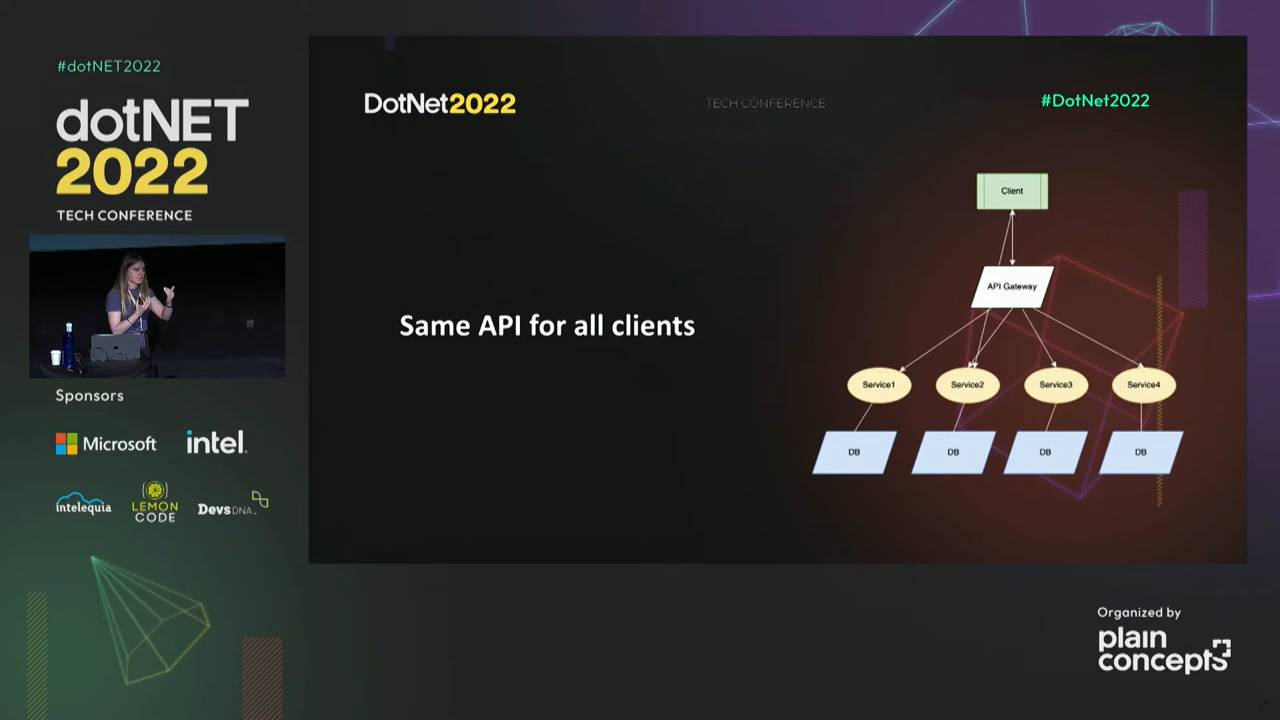 #dotNET2022
dotNET
2022
TECH CONFERENCE
Sponsors
Microsoft
intel.
intelequia
LEMON
CODE
DevsDNA.
DotNet2022
TECH CONFERENCE
#DotNet2022
Same API for all clients
Client
API Gateway
Service1
Service2
Service3
Service4
DB
DB
DB
DB
Organized by
plain
concepts